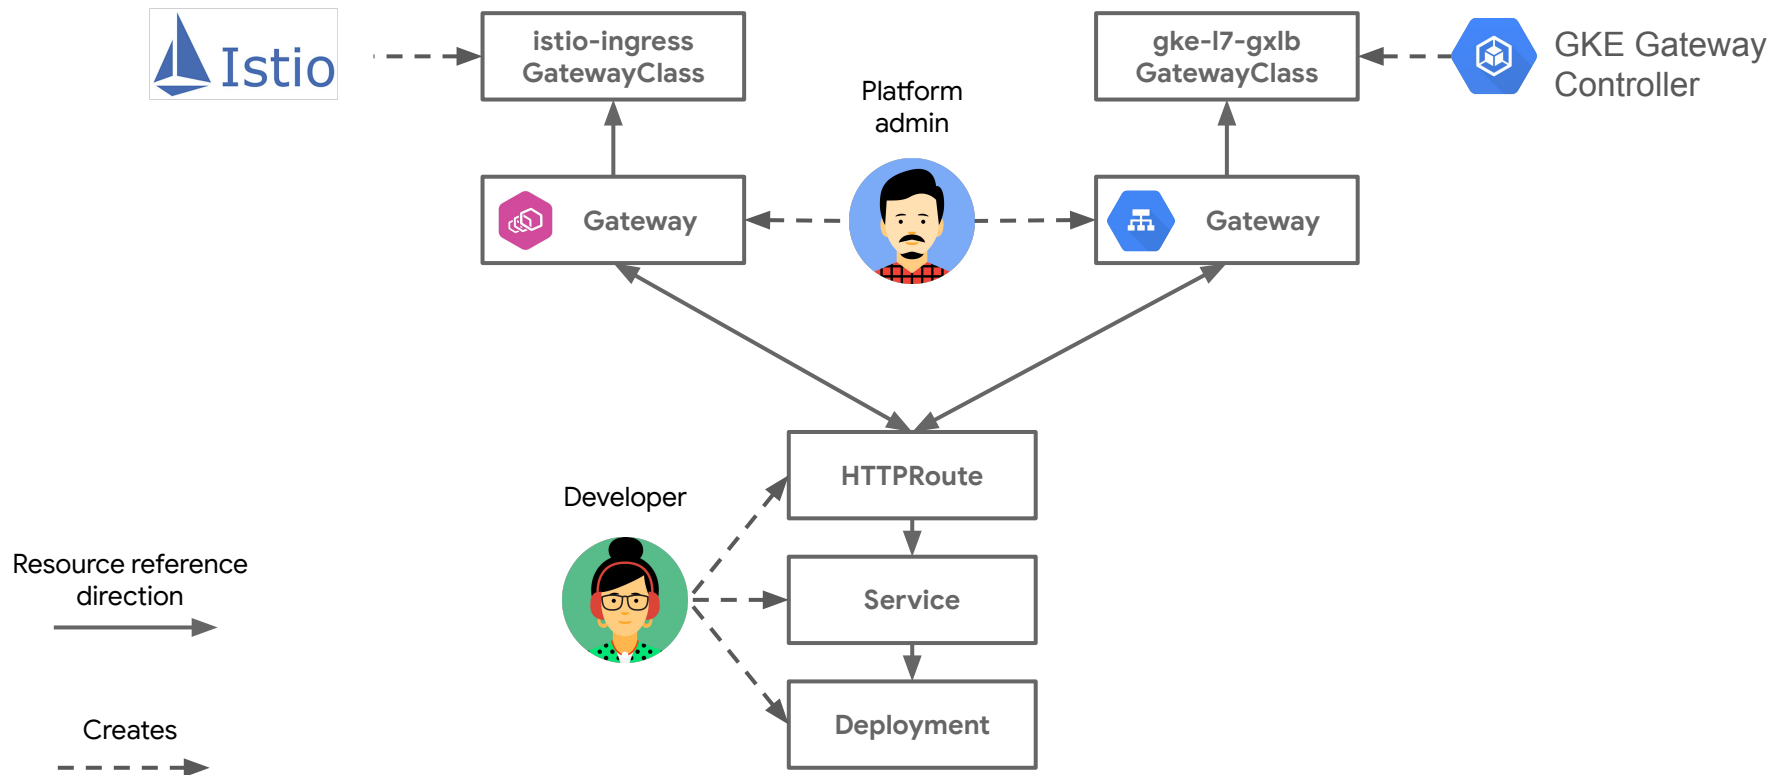 Istio
istio-ingress
GatewayClass
gke-l7-gxlb
GatewayClass
GKE Gateway
Controller
Platform
admin
Gateway
Gateway
HTTPRoute
Developer
Service
Resource reference
direction
Deployment
Creates